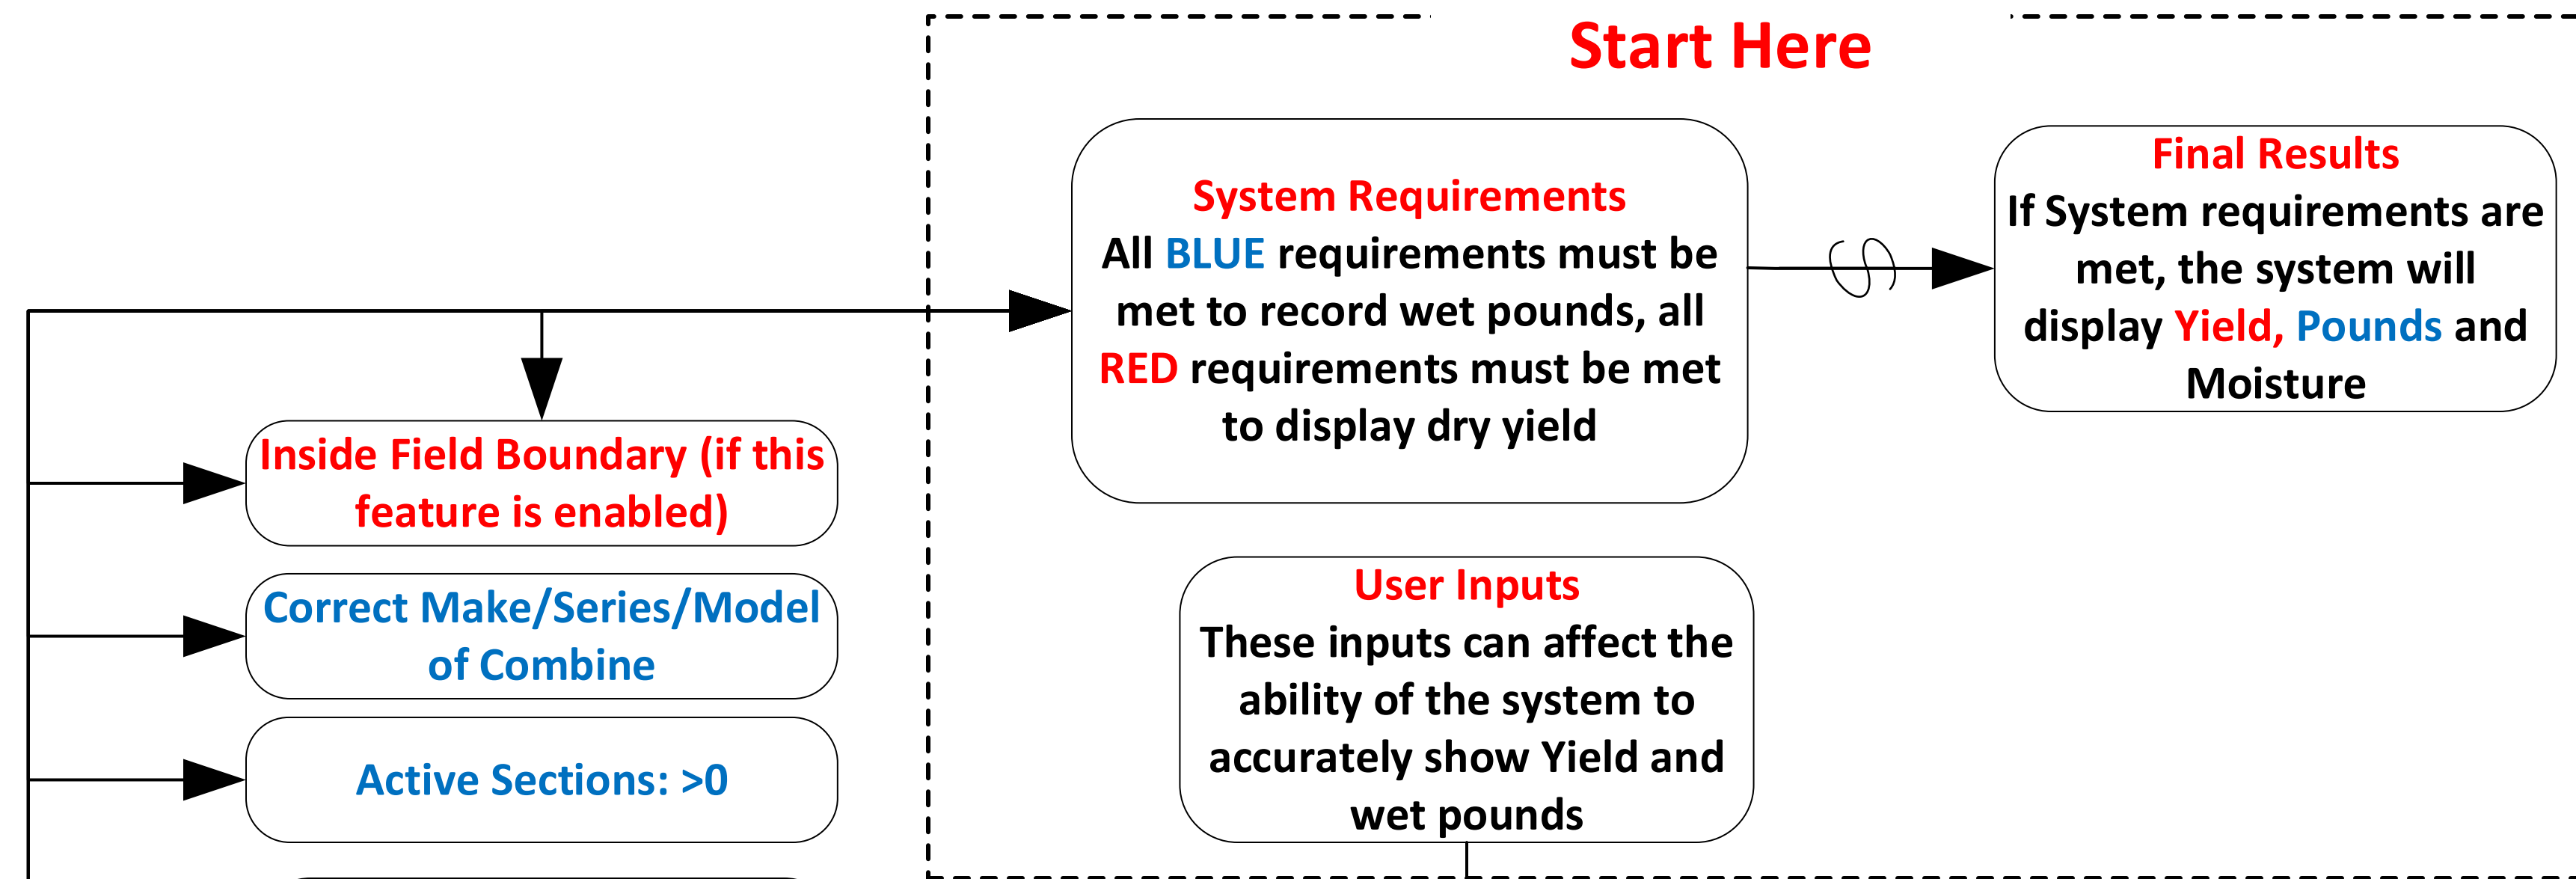 Start Here
System Requirements
All BLUE requirements must be
met to record wet pounds, all
RED requirements must be met
to display dry yield
Final Results
If System requirements are
met, the system will
display Yield, Pounds and
Moisture
Inside Field Boundary (if this
feature is enabled)
Correct Make/Series/Model
of Combine
Active Sections: >0
User Inputs
These inputs can affect the
ability of the system to
accurately show Yield and
wet pounds